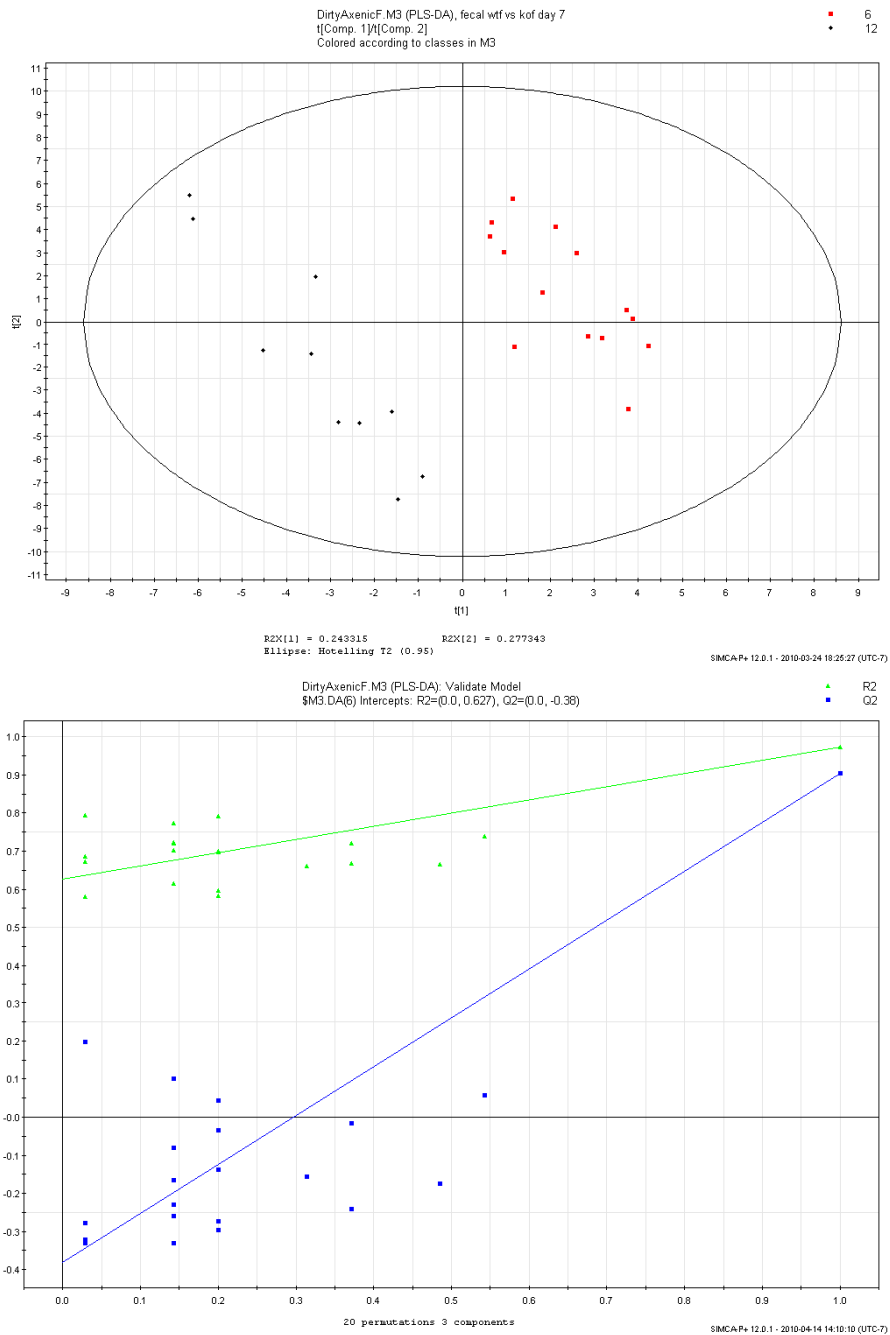 DirtyAxenicF.M3 (PLS-DA), fecal wtf vs kof day 7
t[Comp. 1]/t[Comp. 2]
Colored according to classes in M3
6
12
11
10
9
8
7
6
5
4
3
2
1
0
-1
-2
-3
-4
-5
-6
-7
-8
-9
-10
-11
t[2]
-9 -8 -7 -6 -5 -4 -3 -2 -1 0 1 2 3 4 5 6 7 8 9
t[1]
R2X[1] = 0.243315 R2X[2] = 0.277343
Ellipse: Hotelling T2 (0.95)
SIMCA-P+ 12.0.1 - 2010-03-24 18:25:27 (UTC-7)
DirtyAxenicF.M3 (PLS-DA): Validate Model
$M3.DA(6) Intercepts: R2=(0.0, 0.627), Q2=(0.0, -0.38)
R2
Q2
1.0
0.9
0.8
0.7
0.6
0.5
0.4
0.3
0.2
0.1
-0.0
-0.1
-0.2
-0.3
-0.4
0.0 0.1 0.2 0.3 0.4 0.5 0.6 0.7 0.8 0.9 1.0
20 permutations 3 components
SIMCA-P+ 12.0.1 - 2010-04-14 14:10:10 (UTC-7)